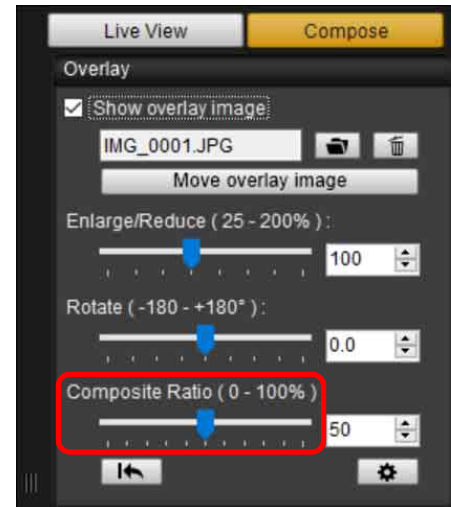 Live View Compose
Overlay
Show overlay image
IMG_0001.JPG
Move overlay image
Enlarge/Reduce ( 25 - 200% ) :
100
Rotate ( -180 - +180° ) :
0.0
Composite Ratio ( 0 - 100% )
50